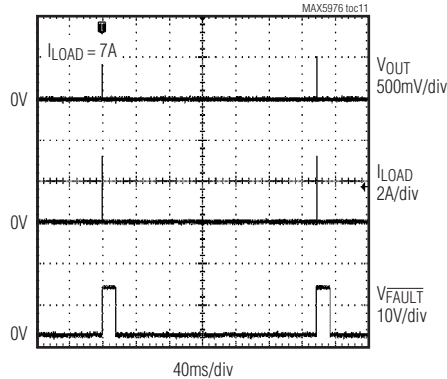 MAX5976 toc11
T
ILOAD = 7A
VOUT
500mV/div
0V
ILOAD
2A/div
0V
VFAULT
10V/div
0V
40ms/div